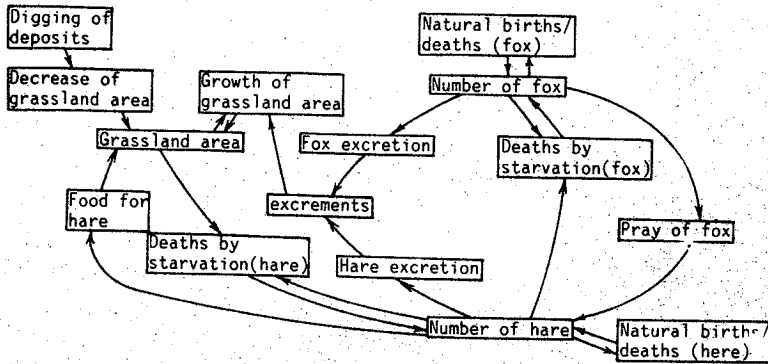 Digging of
deposits
Natural births/
deaths (fox)
Decrease of
grassland area
Growth of
grassland area
Number of fox
Grassland area
Fox excretion
Deaths by
starvation(fox)
Food for
hare
excrements
Pray of fox
Deaths by
starvation(hare)
Hare excretion
Number of hare
Natural births/
deaths (here)